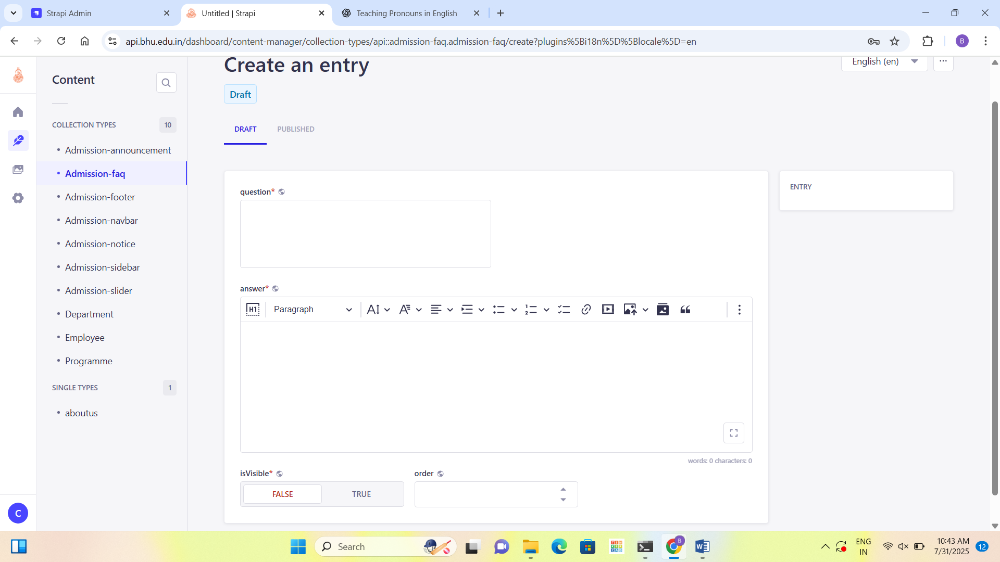 Strapi Admin
Untitled | Strapi
Teaching Pronouns in English
api.bhu.edu.in/dashboard/content-manager/collection-types/api::admission-faq.admission-faq/create?plugins%5Bi18n%5D%5Blocale%5D=en
B
Content
COLLECTION TYPES 10
Admission-announcement
Admission-faq
Admission-footer
Admission-navbar
Admission-notice
Admission-sidebar
Admission-slider
Department
Employee
Programme
SINGLE TYPES 1
aboutus
C
Create an entry
English (en)
Draft
DRAFT PUBLISHED
question*
answer*
H1 Paragraph
words: 0 characters: 0
isVisible* order
FALSE TRUE
ENTRY
Search
TIN
KER
CAD
B
ENG
IN
10:43 AM
7/31/2025
12